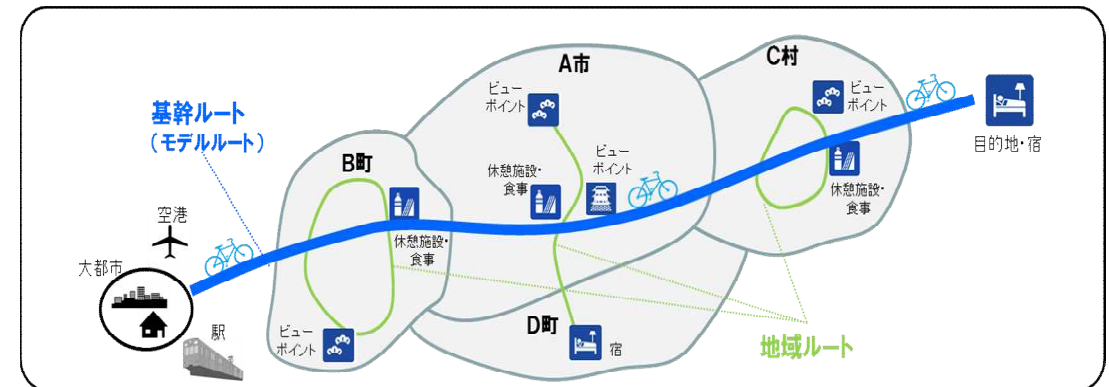 基幹ルート
（モデルルート）
空港
大都市
駅
B町
休憩施設・
食事
ビュー
ポイント
A市
ビュー
ポイント
休憩施設・
食事
ビュー
ポイント
D町
宿
C村
ビュー
ポイント
休憩施設・
食事
目的地・宿
地域ルート